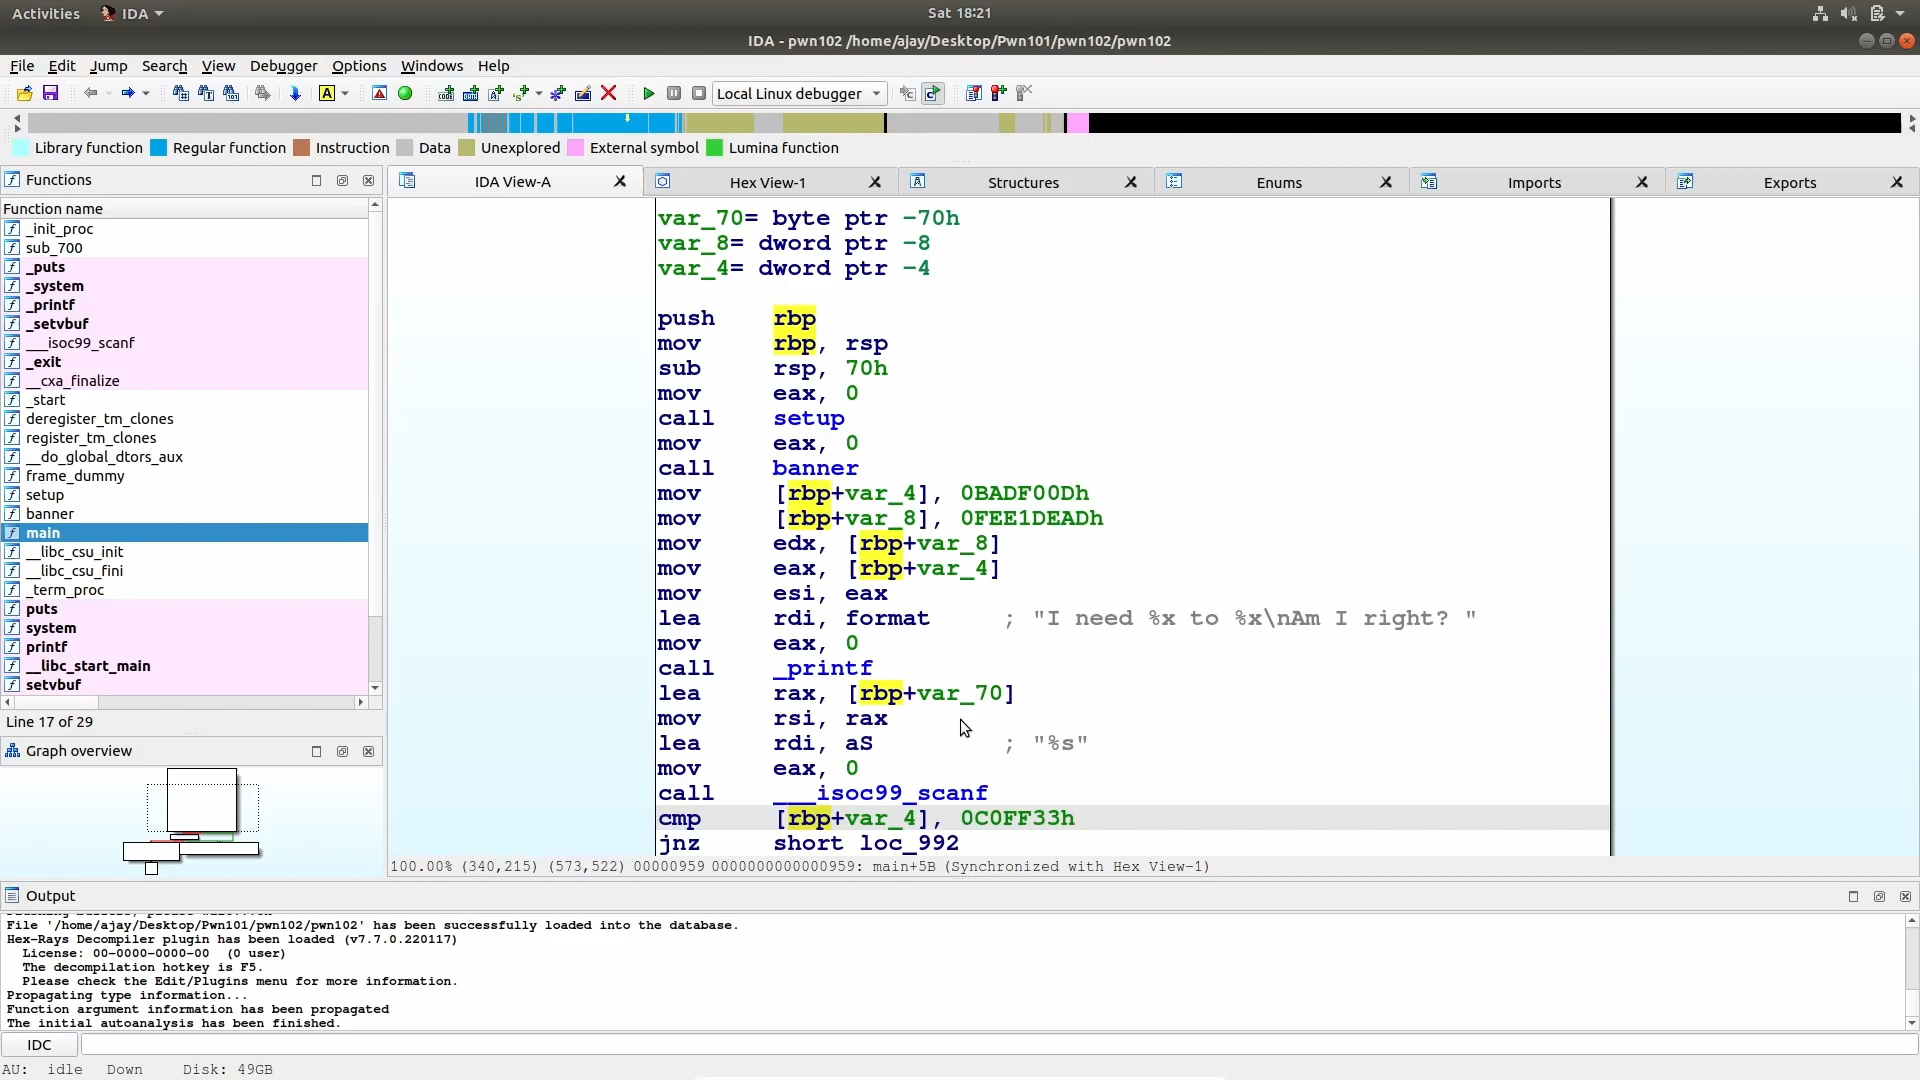 Activities IDA Sat 18:21
IDA - pwn102 /home/ajay/Desktop/Pwn101/pwn102/pwn102
File Edit Jump Search View Debugger Options Windows Help
A Local Linux debugger
Library function Regular function Instruction Data Unexplored External symbol Lumina function
Functions
IDA View-A Hex View-1 Structures Enums Imports Exports
Function name
_init_proc
sub_700
_puts
_system
_printf
_setvbuf
___isoc99_scanf
_exit
__cxa_finalize
_start
deregister_tm_clones
register_tm_clones
__do_global_dtors_aux
frame_dummy
setup
banner
main
__libc_csu_init
__libc_csu_fini
_term_proc
puts
system
printf
__libc_start_main
setvbuf
Line 17 of 29
Graph overview
var_70= byte ptr -70h
var_8= dword ptr -8
var_4= dword ptr -4
push rbp
mov rbp, rsp
sub rsp, 70h
mov eax, 0
call setup
mov eax, 0
call banner
mov [rbp+var_4], 0BADF00Dh
mov [rbp+var_8], 0FEE1DEADh
mov edx, [rbp+var_8]
mov eax, [rbp+var_4]
mov esi, eax
lea rdi, format ; "I need %x to %x\nAm I right? "
mov eax, 0
call _printf
lea rax, [rbp+var_70]
mov rsi, rax
lea rdi, aS ; "%s"
mov eax, 0
call ___isoc99_scanf
cmp [rbp+var_4], 0C0FF33h
jnz short loc_992
100.00% (340,215) (573,522) 00000959 0000000000000959: main+5B (Synchronized with Hex View-1)
Output
File '/home/ajay/Desktop/Pwn101/pwn102/pwn102' has been successfully loaded into the database.
Hex-Rays Decompiler plugin has been loaded (v7.7.0.220117)
License: 00-0000-0000-00 (0 user)
The decompilation hotkey is F5.
Please check the Edit/Plugins menu for more information.
Propagating type information...
Function argument information has been propagated
The initial autoanalysis has been finished.
IDC
AU: idle Down Disk: 49GB